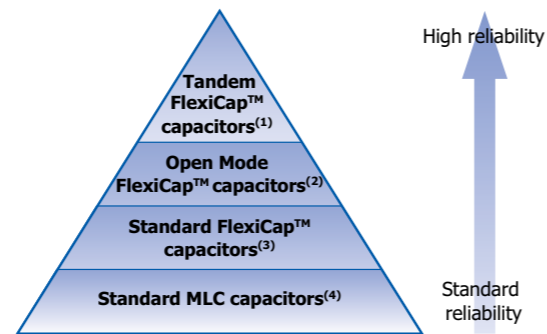 High reliability
Tandem
FlexiCap™
capacitors(1)
Open Mode
FlexiCap™ capacitors(2)
Standard FlexiCap™
capacitors(3)
Standard MLC capacitors(4)
Standard
reliability